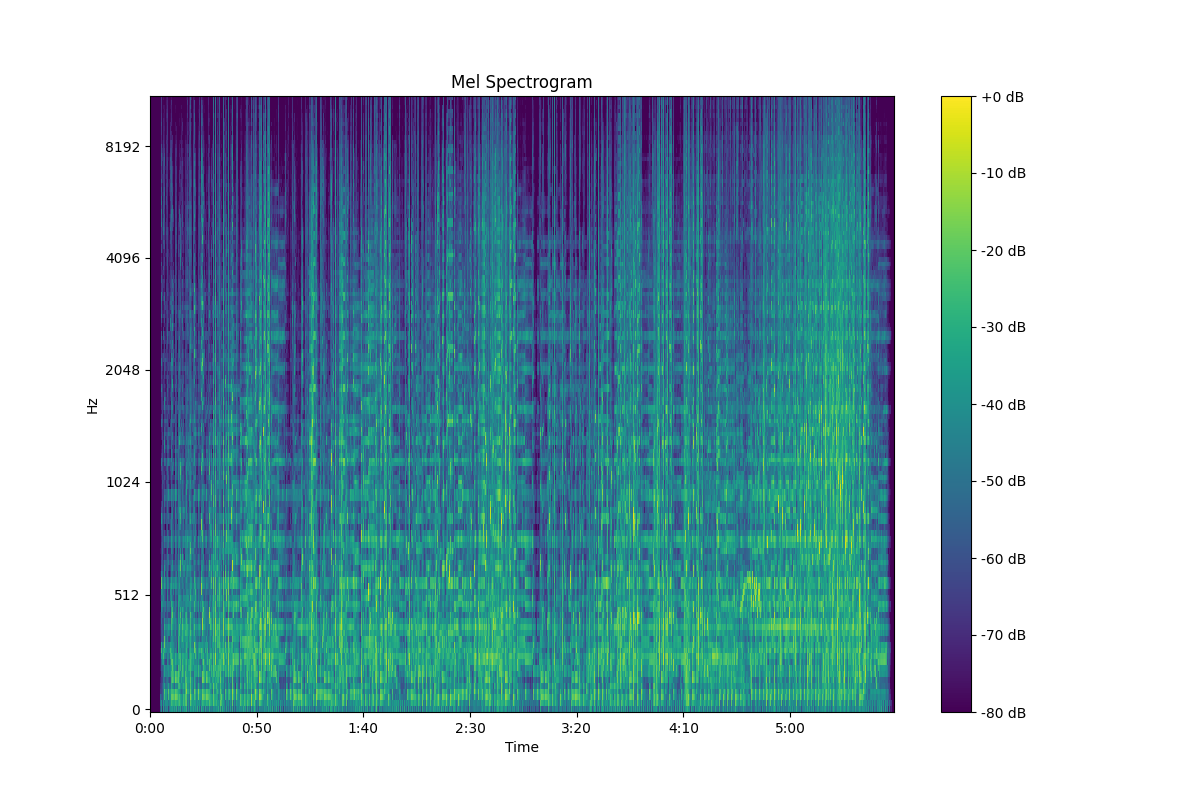 Mel Spectrogram
+0 dB
8192
-10 dB
-20 dB
4096
-30 dB
2048
Hz
-40 dB
1024
-50 dB
-60 dB
512
-70 dB
0
-80 dB
0:00 0:50 1:40 2:30 3:20 4:10 5:00
Time